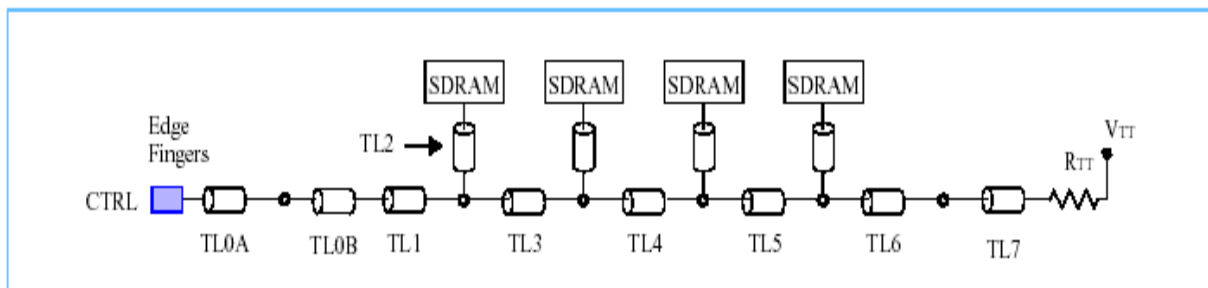 SDRAM SDRAM SDRAM SDRAM
Edge
Fingers
TL2
VTT
RTT
CTRL
TL0A TL0B TL1 TL3 TL4 TL5 TL6 TL7